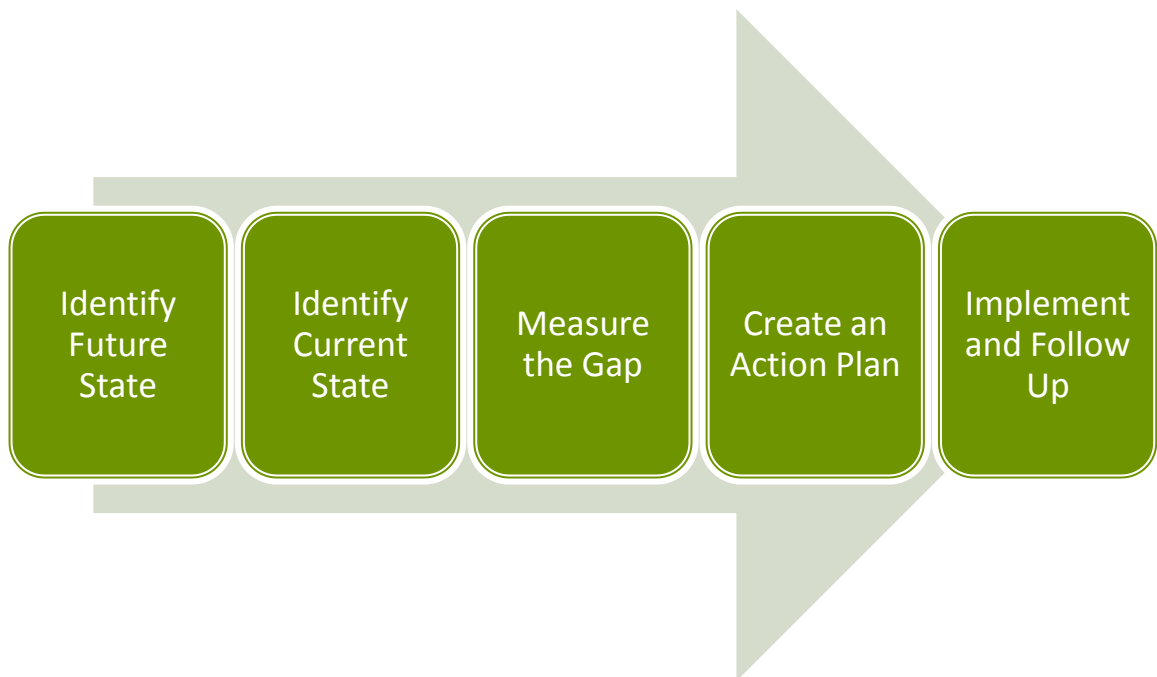 Identify
Future
State
Identify
Current
State
Measure
the Gap
Create an
Action Plan
Implement
and Follow
Up